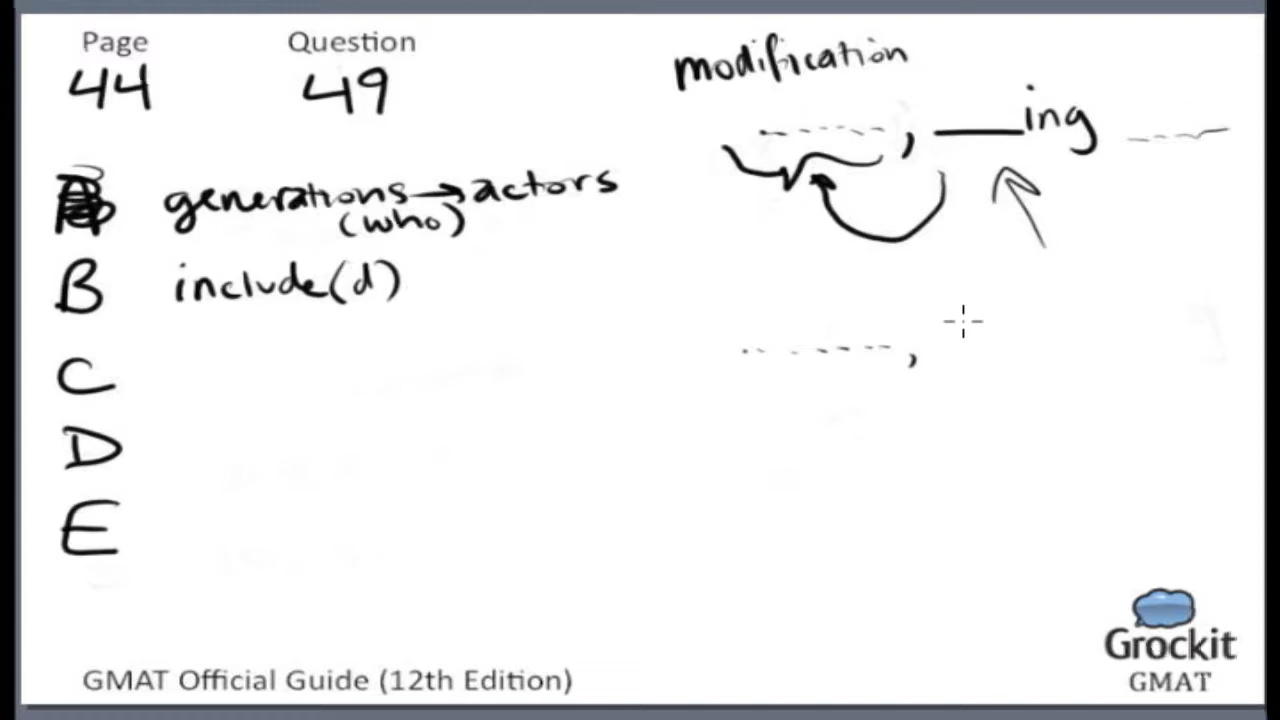 Page Question
44 49
modification
, ing
A generations→actors
(who)
B include(d)
,
C
D
E
Grockit
GMAT
GMAT Official Guide (12th Edition)